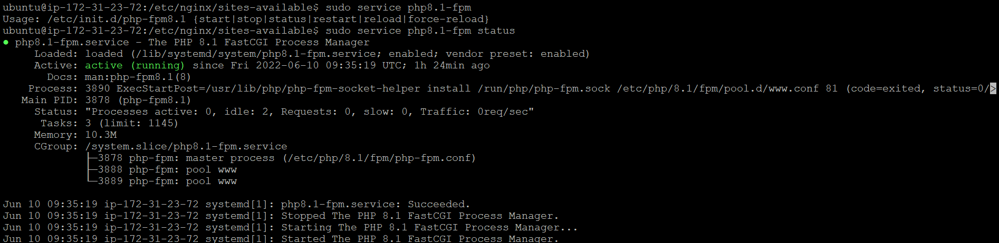 ubuntu@ip-172-31-23-72:/etc/nginx/sites-available$ sudo service php8.1-fpm
Usage: /etc/init.d/php-fpm8.1 {start|stop|status|restart|reload|force-reload}
ubuntu@ip-172-31-23-72:/etc/nginx/sites-available$ sudo service php8.1-fpm status
● php8.1-fpm.service - The PHP 8.1 FastCGI Process Manager
     Loaded: loaded (/lib/systemd/system/php8.1-fpm.service; enabled; vendor preset: enabled)
     Active: active (running) since Fri 2022-06-10 09:35:19 UTC; 1h 24min ago
       Docs: man:php-fpm8.1(8)
    Process: 3890 ExecStartPost=/usr/lib/php/php-fpm-socket-helper install /run/php/php-fpm.sock /etc/php/8.1/fpm/pool.d/www.conf 81 (code=exited, status=0/>
   Main PID: 3878 (php-fpm8.1)
     Status: "Processes active: 0, idle: 2, Requests: 0, slow: 0, Traffic: 0req/sec"
      Tasks: 3 (limit: 1145)
     Memory: 10.3M
     CGroup: /system.slice/php8.1-fpm.service
             ├─3878 php-fpm: master process (/etc/php/8.1/fpm/php-fpm.conf)
             ├─3888 php-fpm: pool www
             └─3889 php-fpm: pool www
Jun 10 09:35:19 ip-172-31-23-72 systemd[1]: php8.1-fpm.service: Succeeded.
Jun 10 09:35:19 ip-172-31-23-72 systemd[1]: Stopped The PHP 8.1 FastCGI Process Manager.
Jun 10 09:35:19 ip-172-31-23-72 systemd[1]: Starting The PHP 8.1 FastCGI Process Manager...
Jun 10 09:35:19 ip-172-31-23-72 systemd[1]: Started The PHP 8.1 FastCGI Process Manager.